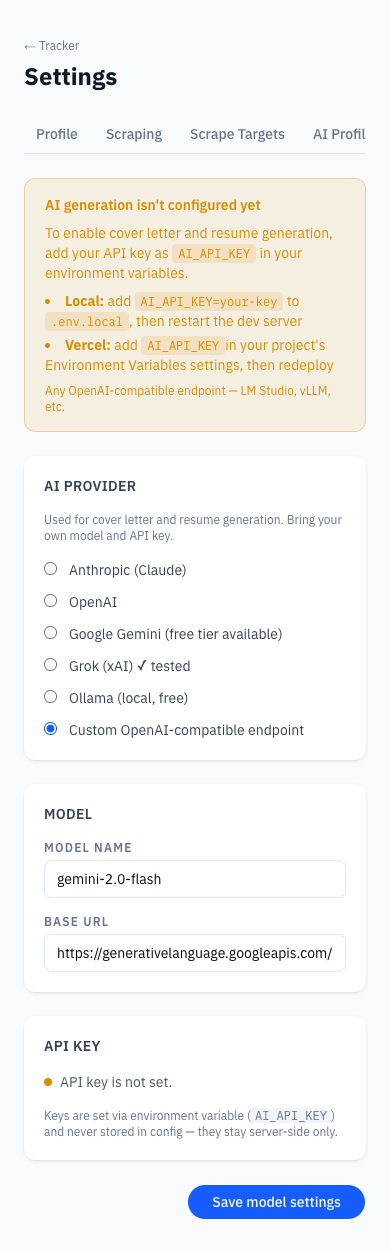 ← Tracker
Settings
Profile Scraping Scrape Targets AI Profil
AI generation isn't configured yet
To enable cover letter and resume generation,
add your API key as AI_API_KEY in your
environment variables.
• Local: add AI_API_KEY=your-key to
.env.local, then restart the dev server
• Vercel: add AI_API_KEY in your project's
Environment Variables settings, then redeploy
Any OpenAI-compatible endpoint — LM Studio, vLLM,
etc.
AI PROVIDER
Used for cover letter and resume generation. Bring your
own model and API key.
Anthropic (Claude)
OpenAI
Google Gemini (free tier available)
Grok (xAI) ✓ tested
Ollama (local, free)
Custom OpenAI-compatible endpoint
MODEL
MODEL NAME
gemini-2.0-flash
BASE URL
https://generativelanguage.googleapis.com/
API KEY
API key is not set.
Keys are set via environment variable (AI_API_KEY)
and never stored in config — they stay server-side only.
Save model settings